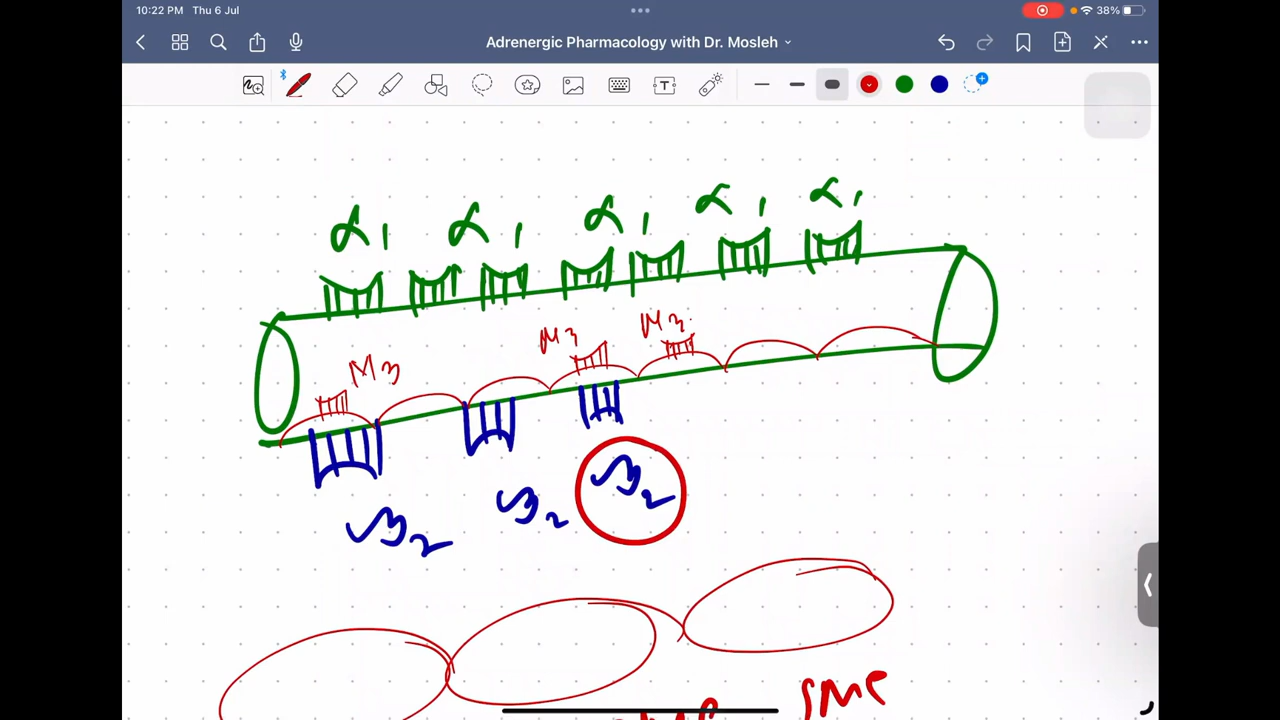 10:22 PM Thu 6 Jul
38%
Adrenergic Pharmacology with Dr. Mosleh
T
α1 α1 α1 α1 α1
M3 M3 M3
β2 β2 β2
SMC